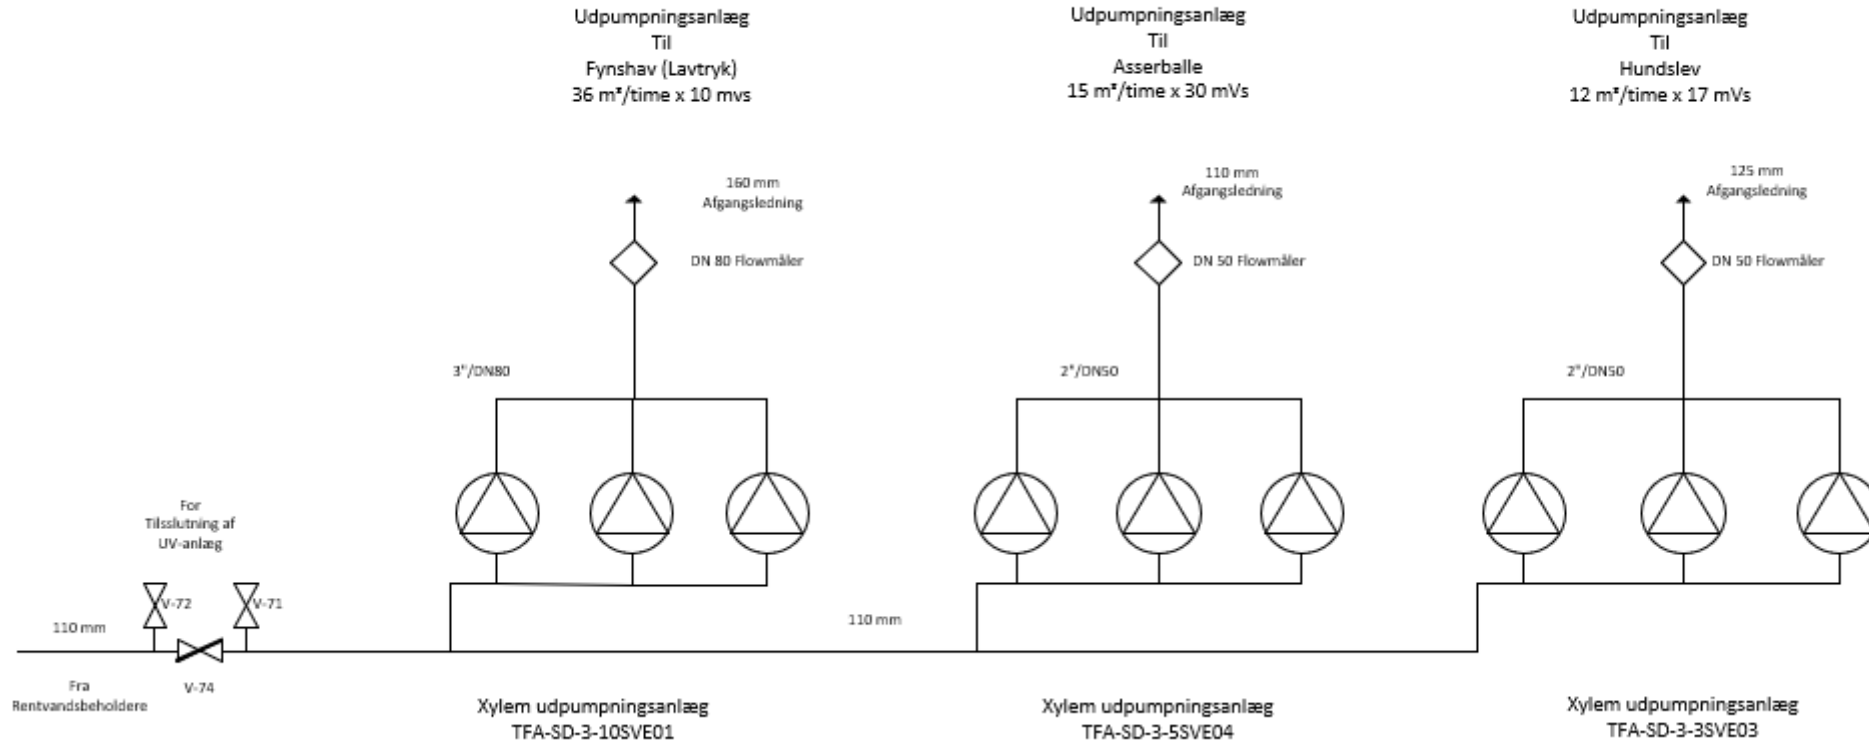 Udpumpningsanlæg
Til
Fynshav (Lavtryk)
36 m³/time x 10 mvs
Udpumpningsanlæg
Til
Asserballe
15 m³/time x 30 mVs
Udpumpningsanlæg
Til
Hundslev
12 m³/time x 17 mVs
160 mm
Afgangsledning
110 mm
Afgangsledning
125 mm
Afgangsledning
DN 80 Flowmåler
DN 50 Flowmåler
DN 50 Flowmåler
3"/DN80
2"/DN50
2"/DN50
For
Tilsslutning af
UV-anlæg
V-72
V-71
110 mm
110 mm
Fra
Rentvandsbeholdere
V-74
Xylem udpumpningsanlæg
TFA-SD-3-10SVE01
Xylem udpumpningsanlæg
TFA-SD-3-5SVE04
Xylem udpumpningsanlæg
TFA-SD-3-3SVE03